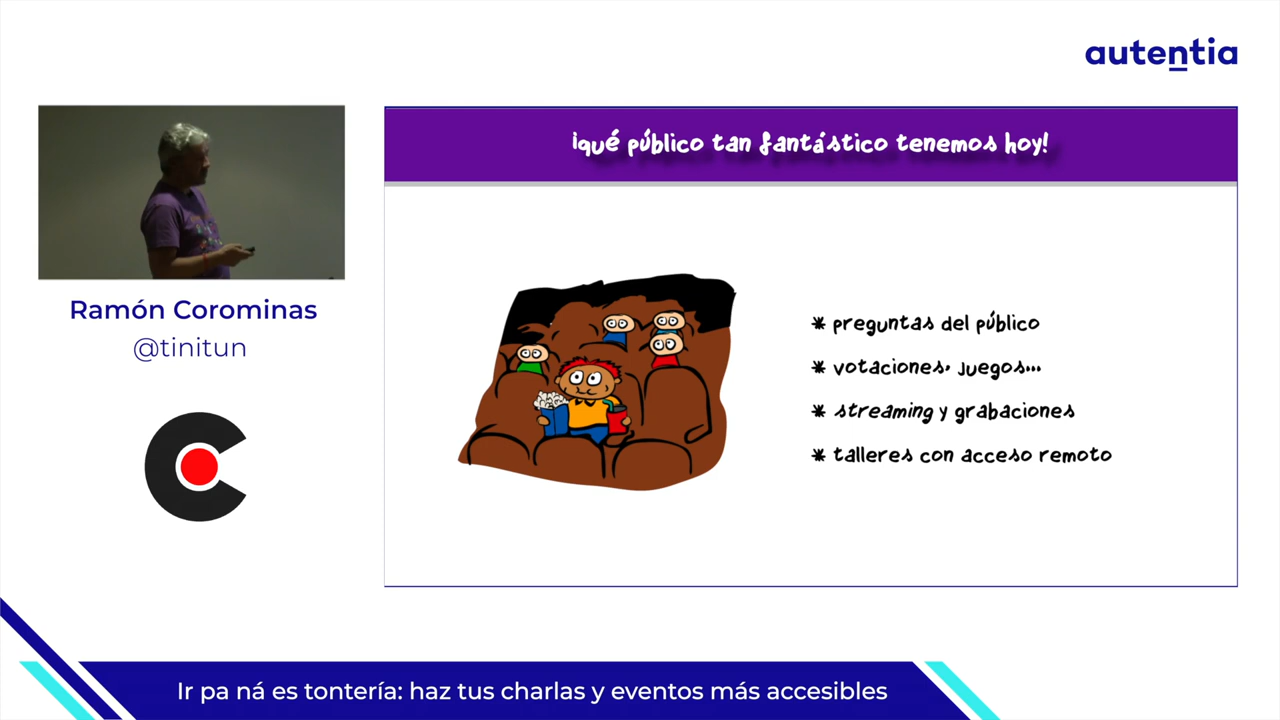 autentia
¡qué público tan fantástico tenemos hoy!
Ramón Corominas
@tinitun
* preguntas del público
* votaciones, juegos...
* streaming y grabaciones
* talleres con acceso remoto
Ir pa ná es tontería: haz tus charlas y eventos más accesibles